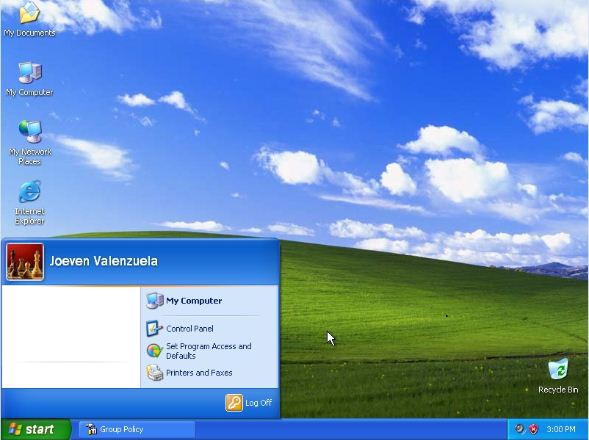 My Documents
My Computer
My Network
Places
Internet
Explorer
Joeven Valenzuela
My Computer
Control Panel
Set Program Access and
Defaults
Printers and Faxes
Log Off
Recycle Bin
start
Group Policy
3:00 PM